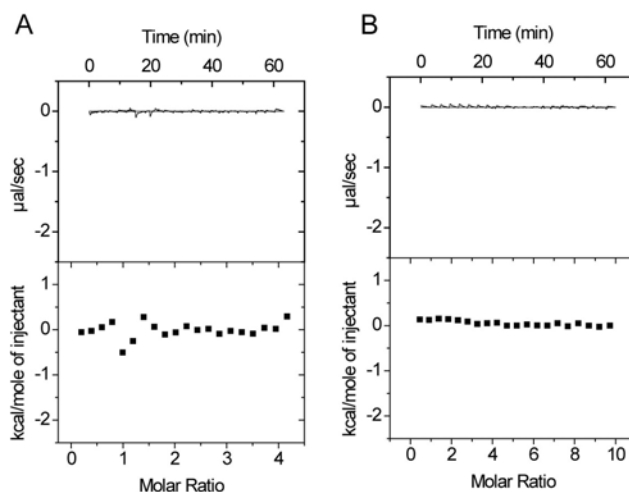 A
Time (min)
0 20 40 60
0
-1
-2
µal/sec
1
0
-1
-2
kcal/mole of injectant
0 1 2 3 4
Molar Ratio
B
Time (min)
0 20 40 60
0
-1
-2
µal/sec
1
0
-1
-2
kcal/mole of injectant
0 2 4 6 8 10
Molar Ratio